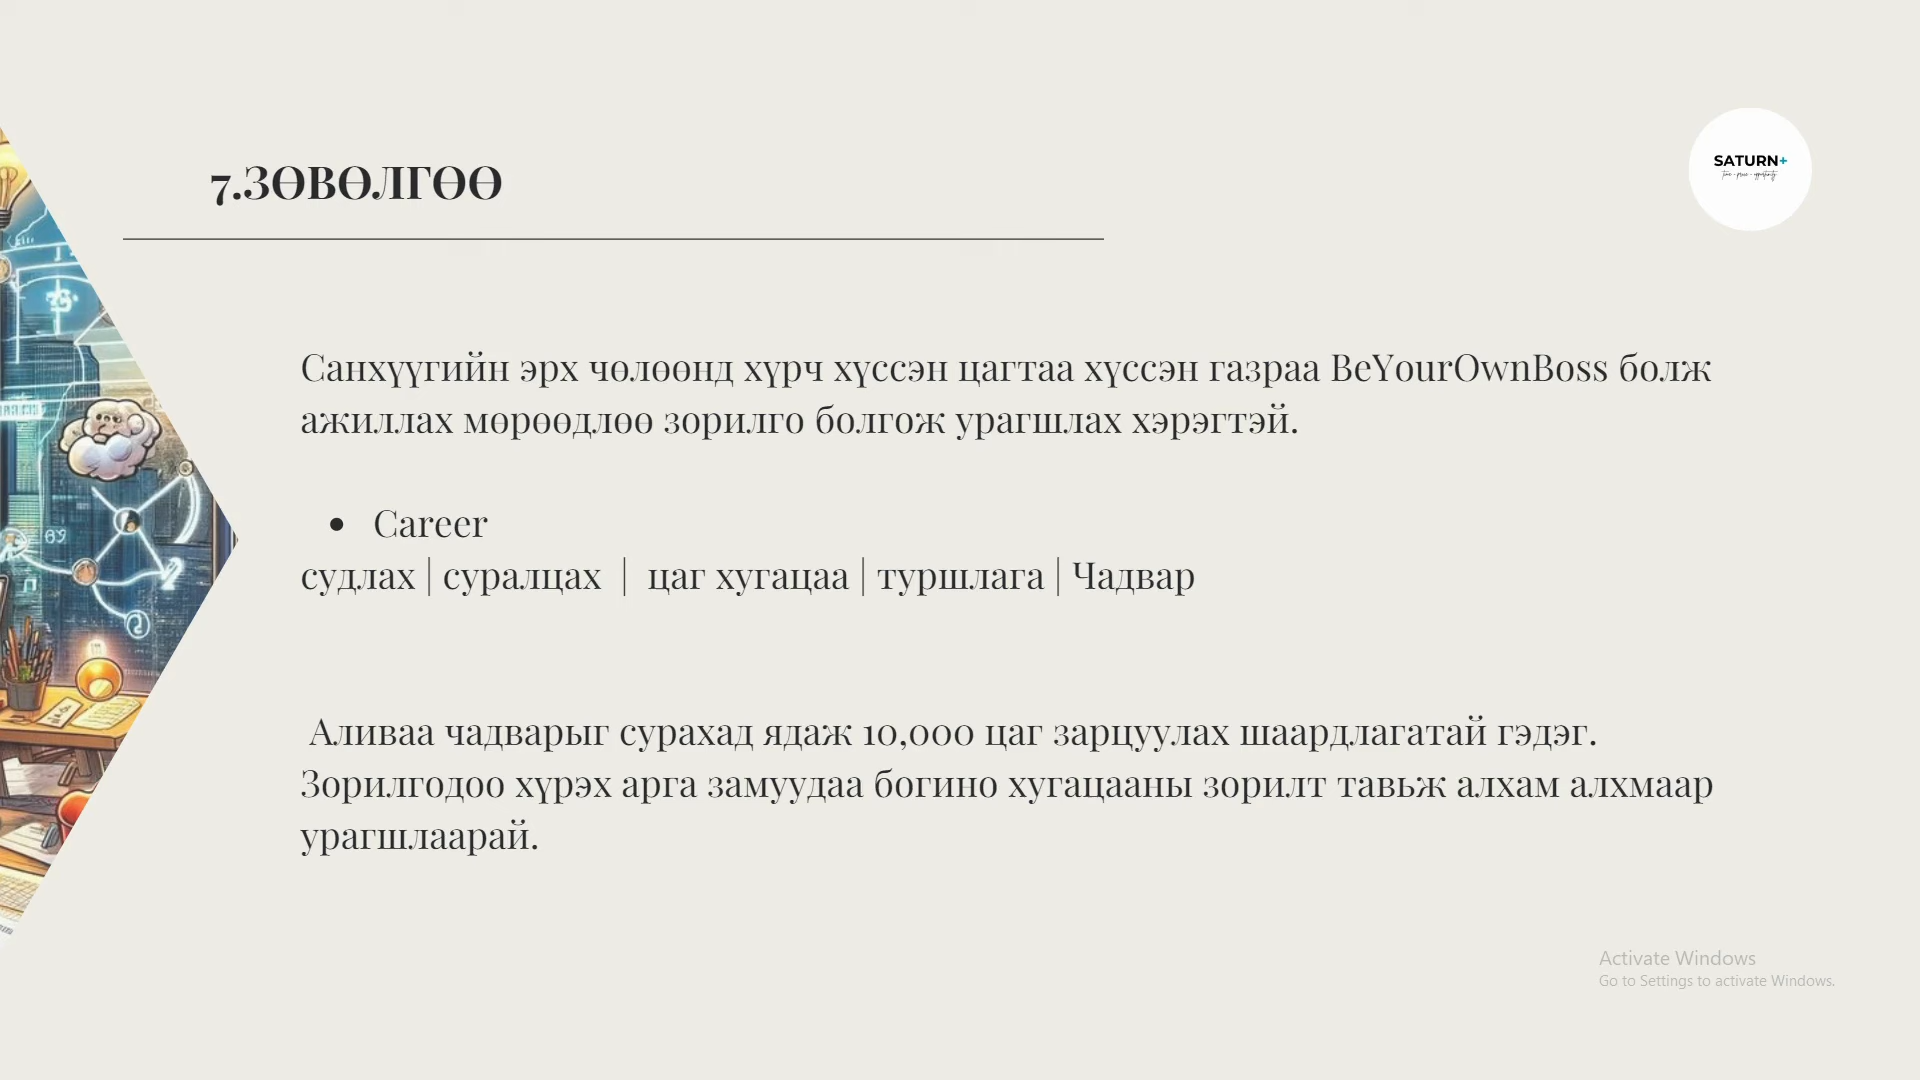 7.ЗӨВӨЛГӨӨ
SATURN+
Санхүүгийн эрх чөлөөнд хүрч хүссэн цагтаа хүссэн газраа BeYourOwnBoss болж
ажиллах мөрөөдлөө зорилго болгож урагшлах хэрэгтэй.
• Career
судлах | суралцах | цаг хугацаа | туршлага | Чадвар
Аливаа чадварыг сурахад ядаж 10,000 цаг зарцуулах шаардлагатай гэдэг.
Зорилгодоо хүрэх арга замуудаа богино хугацааны зорилт тавьж алхам алхмаар
урагшлаарай.
Activate Windows
Go to Settings to activate Windows.